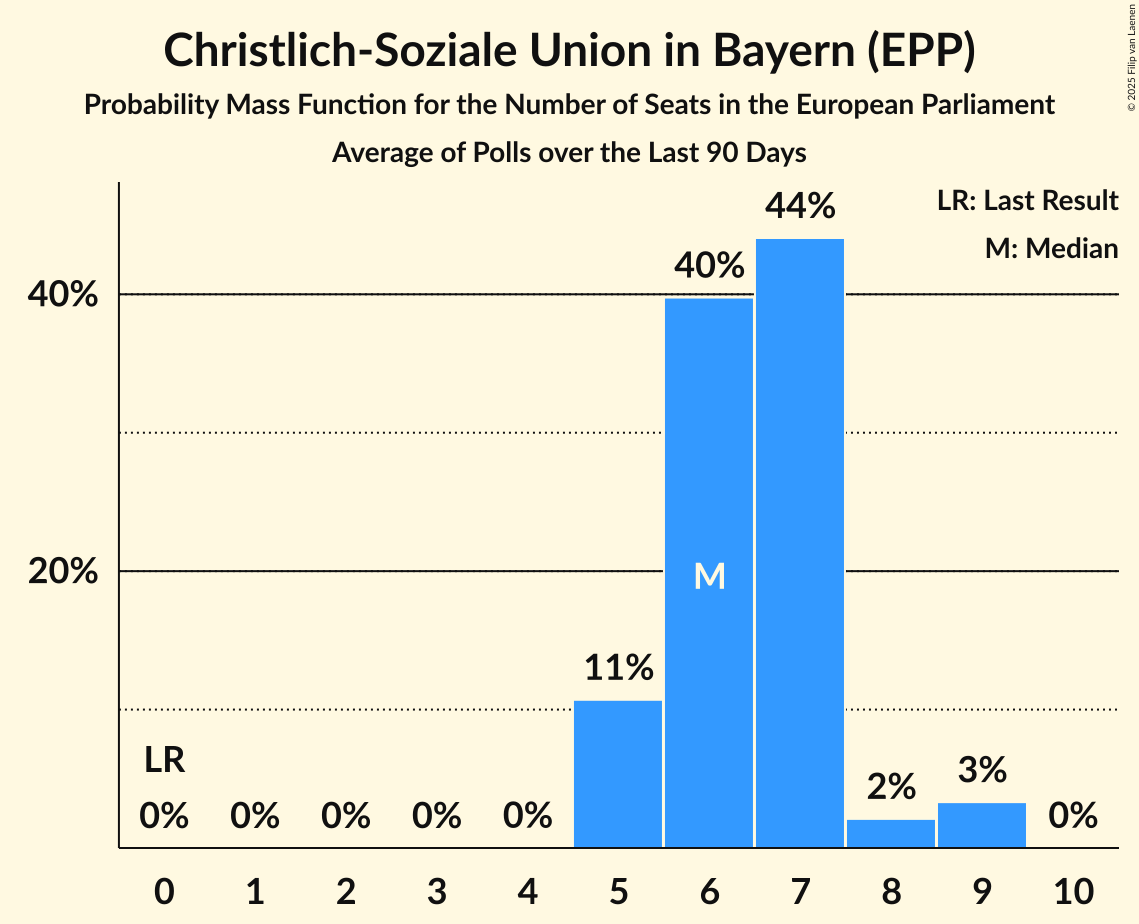 Christlich-Soziale Union in Bayern (EPP)
Probability Mass Function for the Number of Seats in the European Parliament
Average of Polls over the Last 90 Days
© 2025 Filip van Laenen
LR: Last Result
M: Median
44%
40%
40%
20%
M
11%
LR
0% 0% 0% 0% 0% 2% 3% 0%
0 1 2 3 4 5 6 7 8 9 10